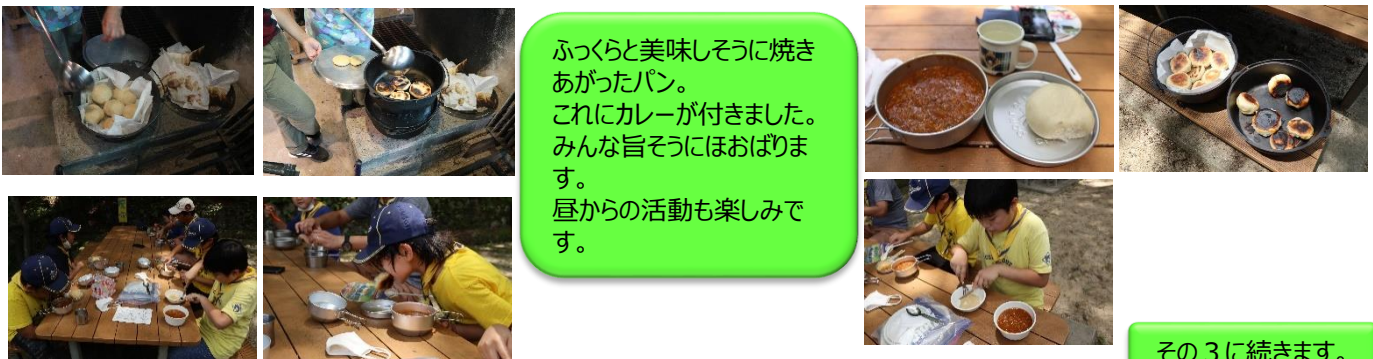 ふっくらと美味しそうに焼き
あがったパン。
これにカレーが付きました。
みんな旨そうにほおばりま
す。
昼からの活動も楽しみで
す。
その3に続きます。